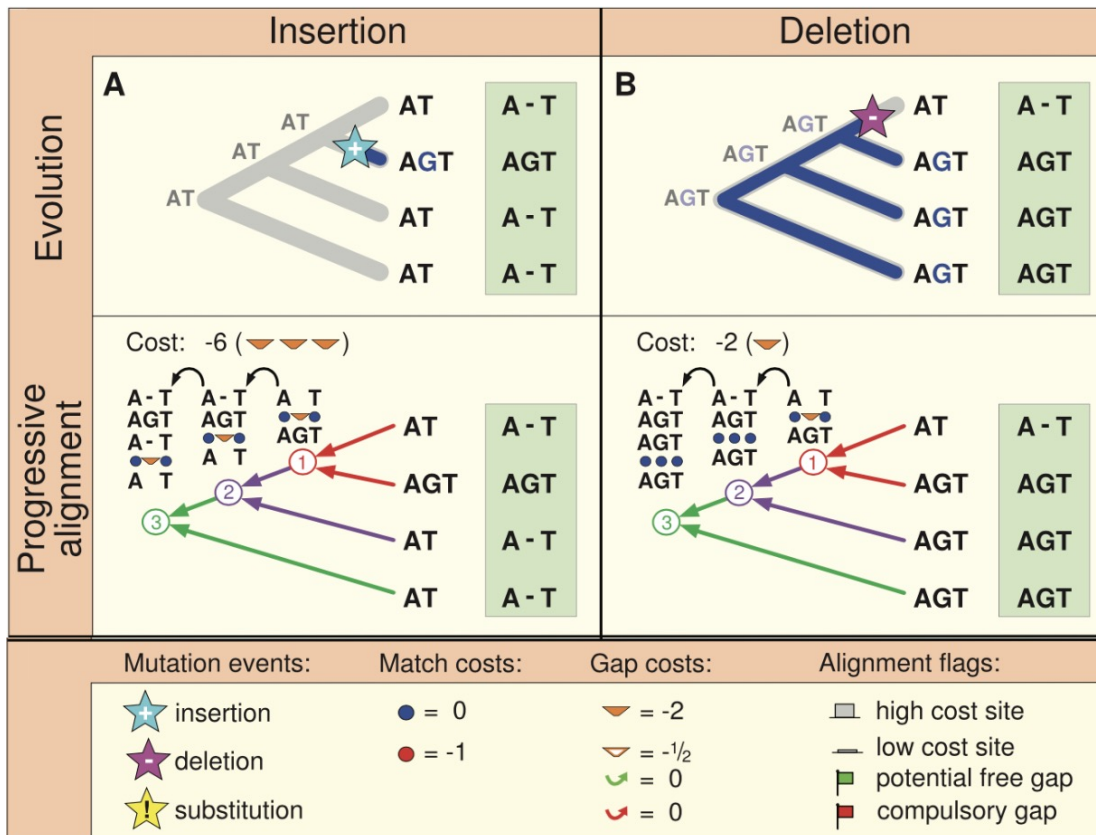 Insertion
Deletion
Evolution
A
AT
AT
AT
AT
AGT
AT
AT
A - T
AGT
A - T
A - T
+
B
AGT
AGT
AGT
AT
AGT
AGT
AGT
A - T
AGT
AGT
AGT
-
Progressive
alignment
Cost: -6 ( )
A - T A - T A T
AGT AGT
A - T AGT
A T
A T
1
2
3
AT
AGT
AT
AT
A - T
AGT
A - T
A - T
Cost: -2 ( )
A - T A - T A T
AGT AGT
AGT AGT
AGT
AGT
1
2
3
AT
AGT
AGT
AGT
A - T
AGT
AGT
AGT
Mutation events: Match costs: Gap costs: Alignment flags:
+ insertion = 0 = -2 high cost site
- deletion = -1 = -1/2 low cost site
= 0 potential free gap
! substitution = 0 compulsory gap